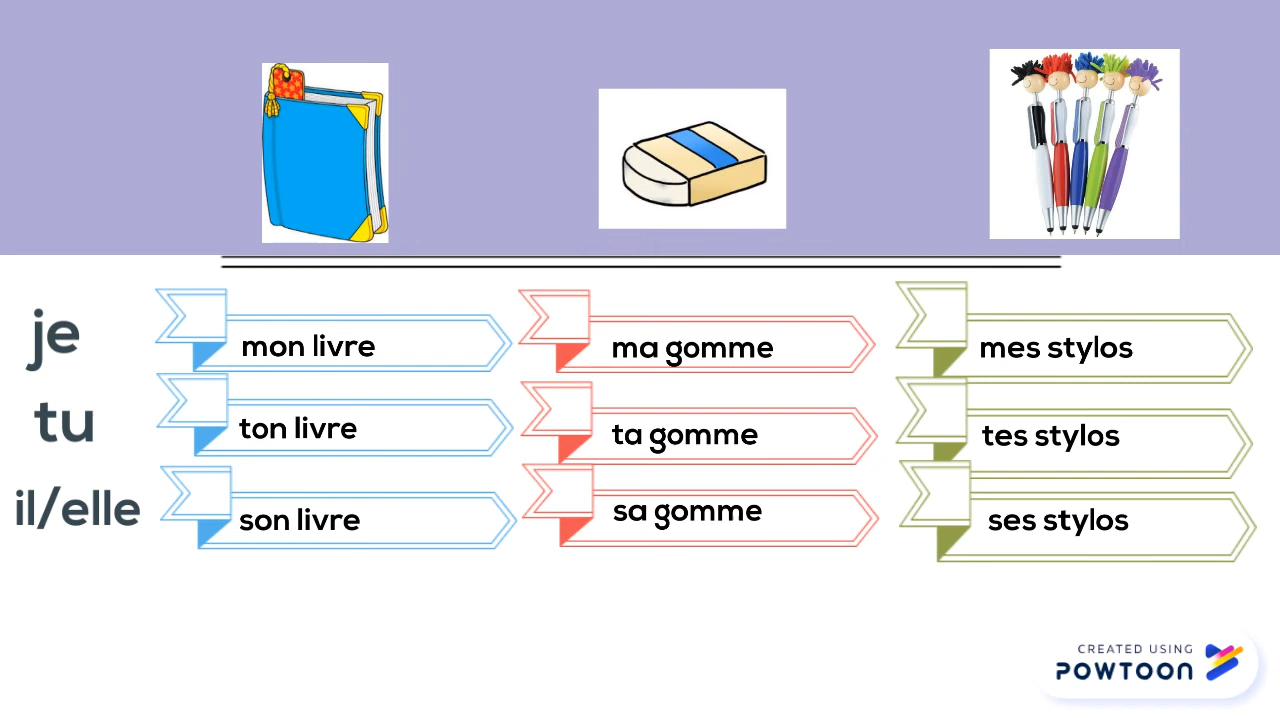 je
mon livre
ma gomme
mes stylos
tu
ton livre
ta gomme
tes stylos
il/elle
son livre
sa gomme
ses stylos
CREATED USING
POWTOON